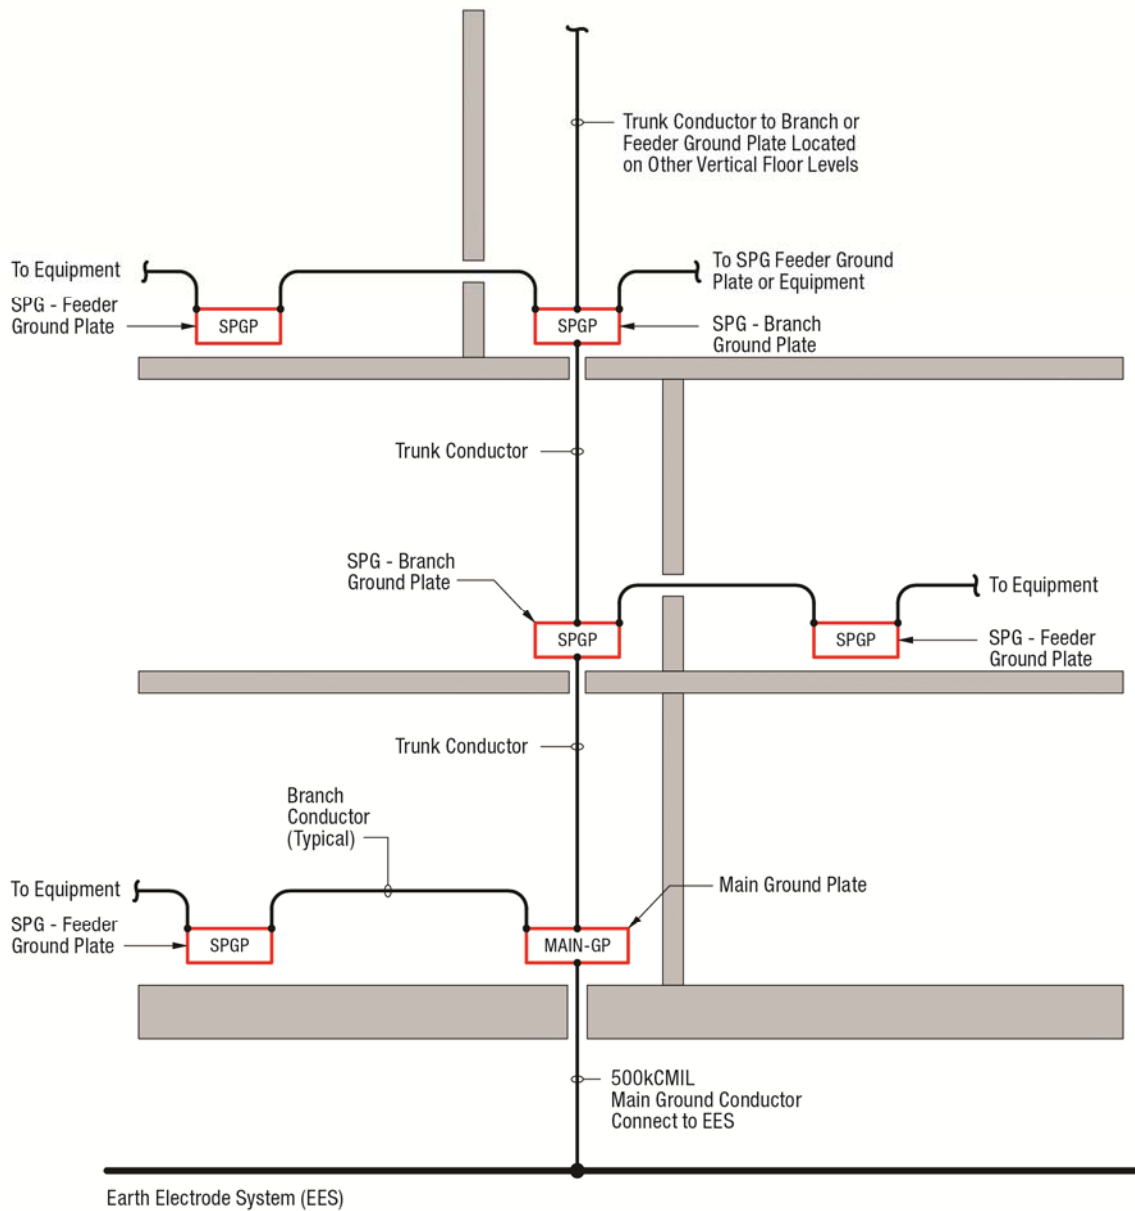 Trunk Conductor to Branch or
Feeder Ground Plate Located
on Other Vertical Floor Levels
To Equipment
SPG - Feeder
Ground Plate
SPGP
SPGP
To SPG Feeder Ground
Plate or Equipment
SPG - Branch
Ground Plate
Trunk Conductor
SPG - Branch
Ground Plate
SPGP
SPGP
To Equipment
SPG - Feeder
Ground Plate
Trunk Conductor
Branch
Conductor
(Typical)
To Equipment
SPG - Feeder
Ground Plate
SPGP
MAIN-GP
Main Ground Plate
500kCMIL
Main Ground Conductor
Connect to EES
Earth Electrode System (EES)